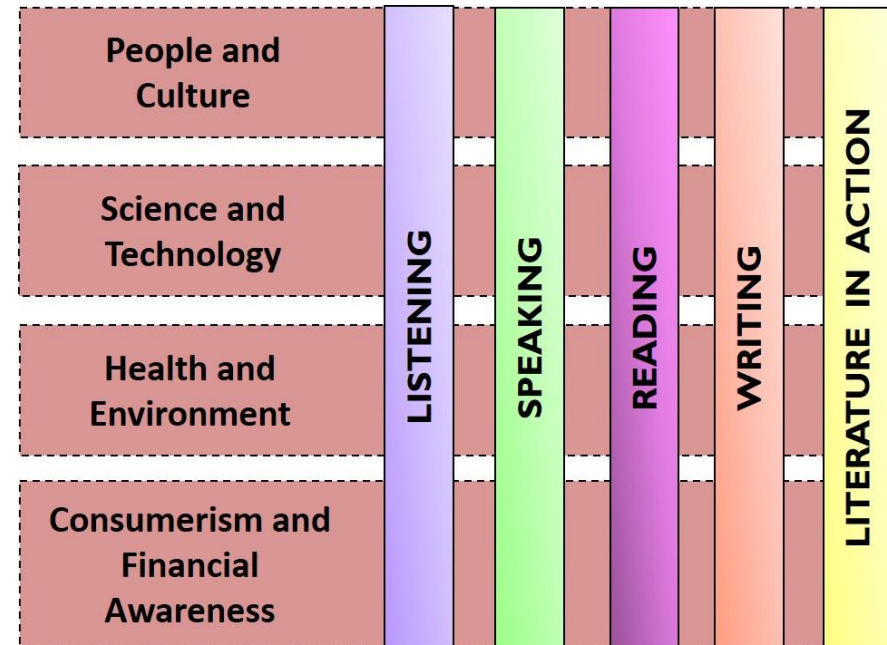 People and
Culture
Science and
Technology
Health and
Environment
Consumerism and
Financial
Awareness
LISTENING
SPEAKING
READING
WRITING
LITERATURE IN ACTION